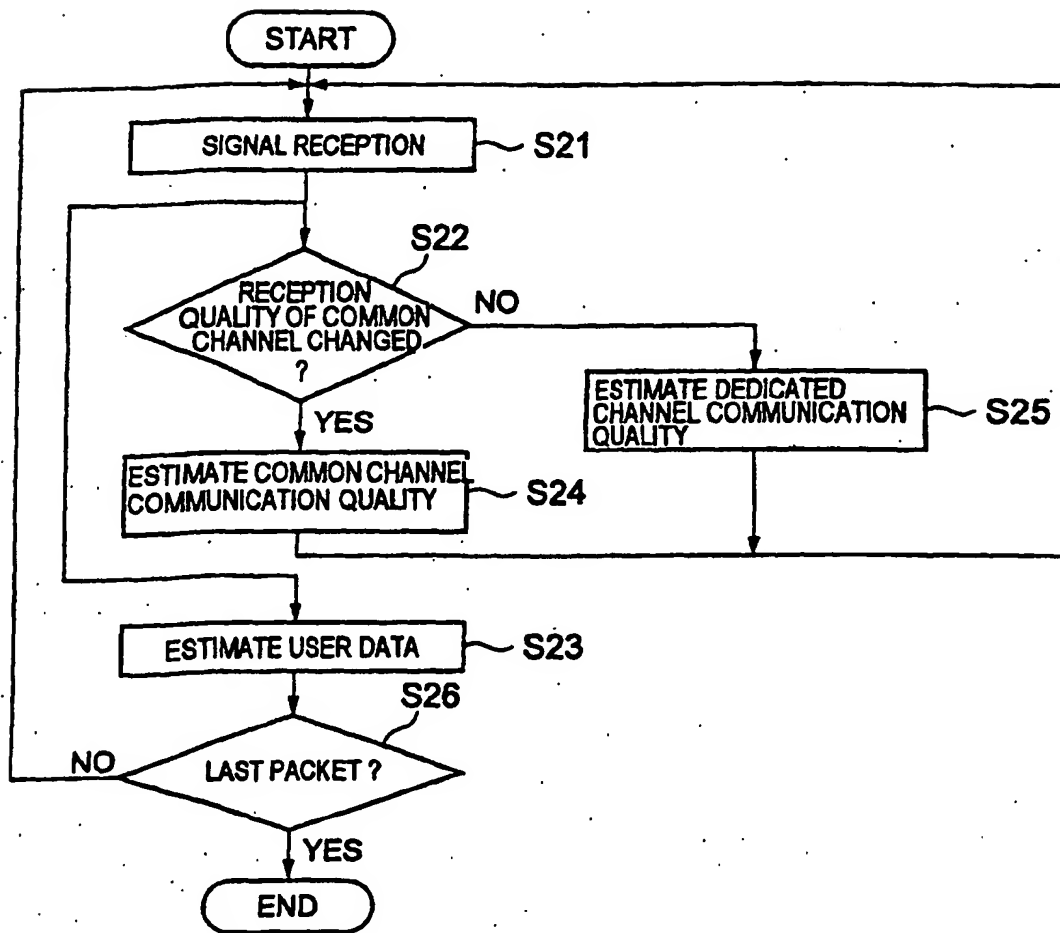 START
SIGNAL RECEPTION
S21
S22
RECEPTION
QUALITY OF COMMON
CHANNEL CHANGED
?
NO
YES
ESTIMATE DEDICATED
CHANNEL COMMUNICATION
QUALITY
S25
ESTIMATE COMMON CHANNEL
COMMUNICATION QUALITY
S24
ESTIMATE USER DATA
S23
S26
LAST PACKET ?
NO
YES
END